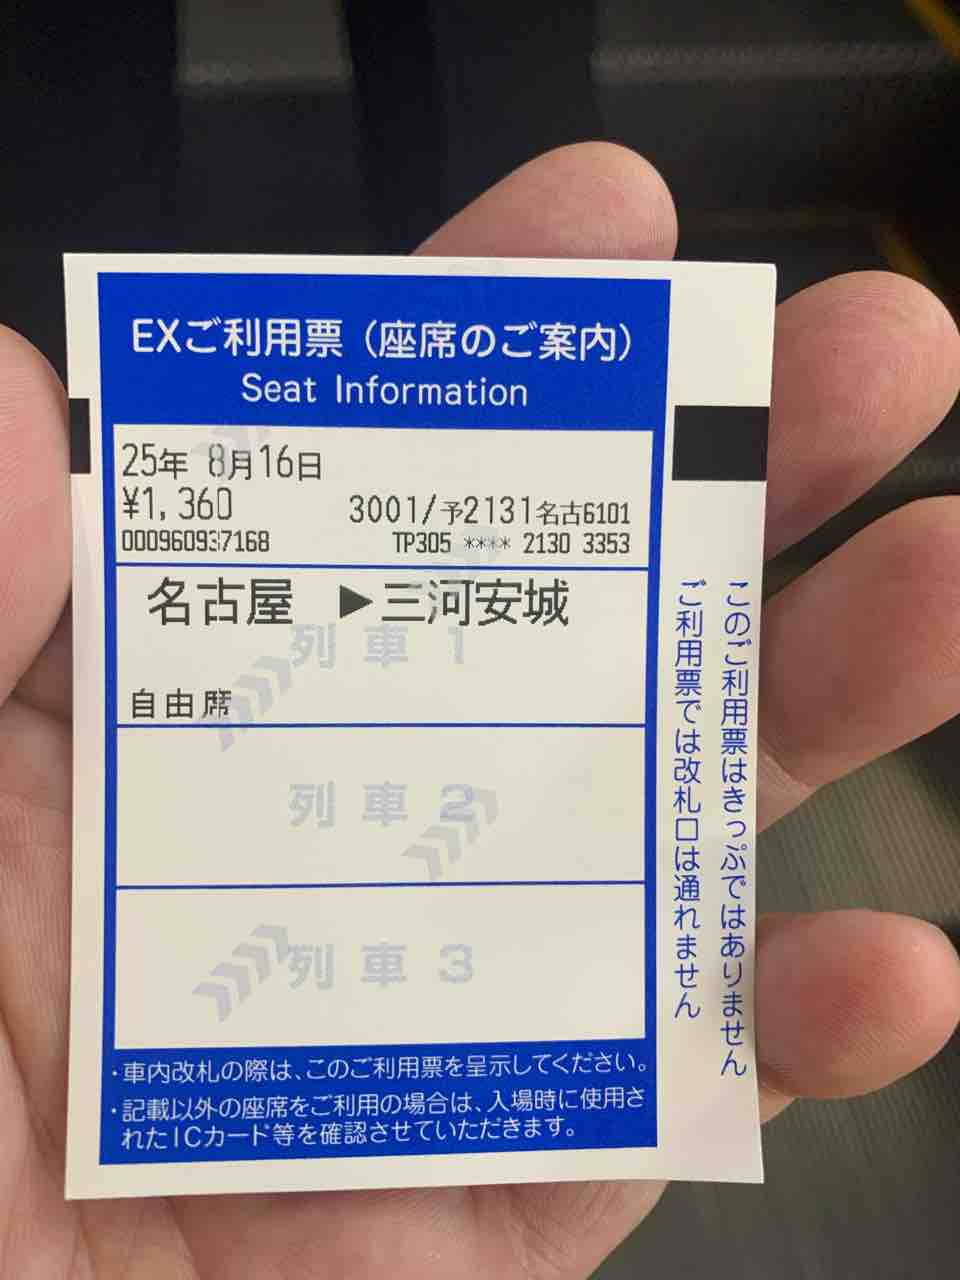 EXご利用票（座席のご案内）
Seat Information
25年 8月16日
¥1,360 3001/予2131名古6101
000960937168 TP305 **** 2130 3353
名古屋 ▶三河安城
列車1
自由席
列車2
列車3
・車内改札の際は、このご利用票を呈示してください。
・記載以外の座席をご利用の場合は、入場時に使用さ
れたICカード等を確認させていただきます。
このご利用票はきっぷではありません
ご利用票では改札口は通れません